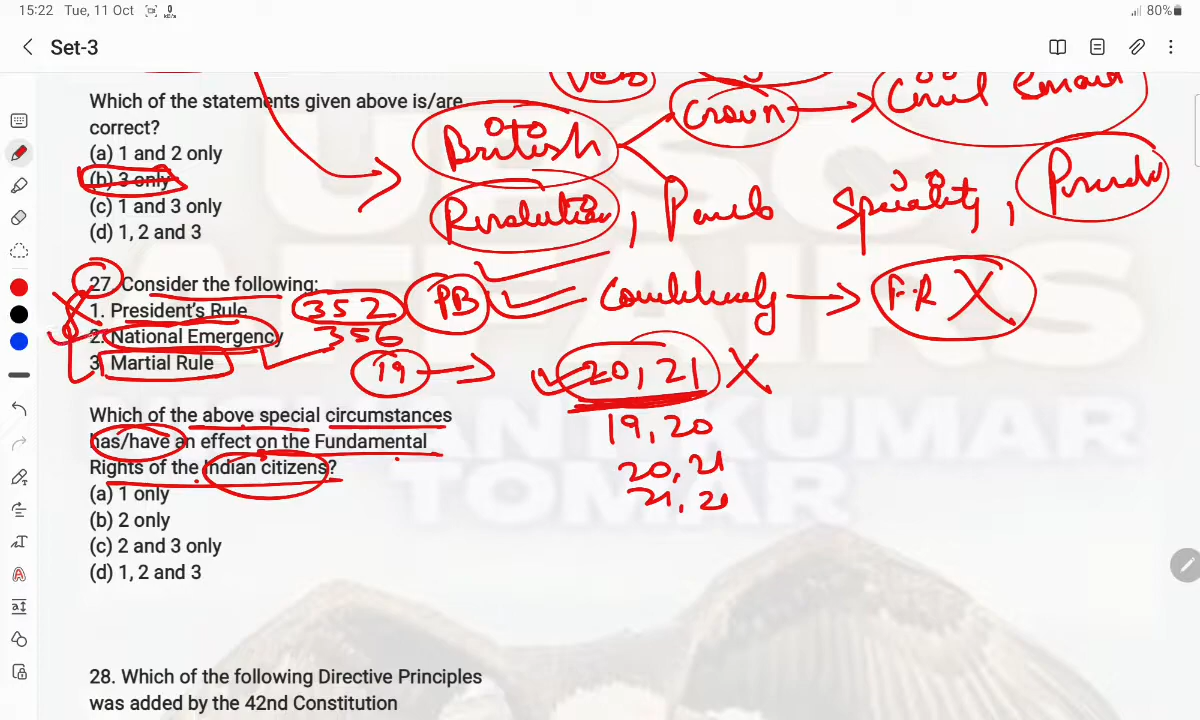 15:22 Tue, 11 Oct
80%
Set-3
Which of the statements given above is/are
correct?
(a) 1 and 2 only
(b) 3 only
(c) 1 and 3 only
(d) 1, 2 and 3
Crown
British
Speciality,
27. Consider the following:
1. President's Rule
2. National Emergency
3. Martial Rule
352 PB F.R X
356
19 20, 21 X
19, 20
20, 21
Which of the above special circumstances
has/have an effect on the Fundamental
Rights of the Indian citizens?
(a) 1 only
(b) 2 only
(c) 2 and 3 only
(d) 1, 2 and 3
28. Which of the following Directive Principles
was added by the 42nd Constitution
UPSC
AFFAIRS
KUMAR
TOMAR